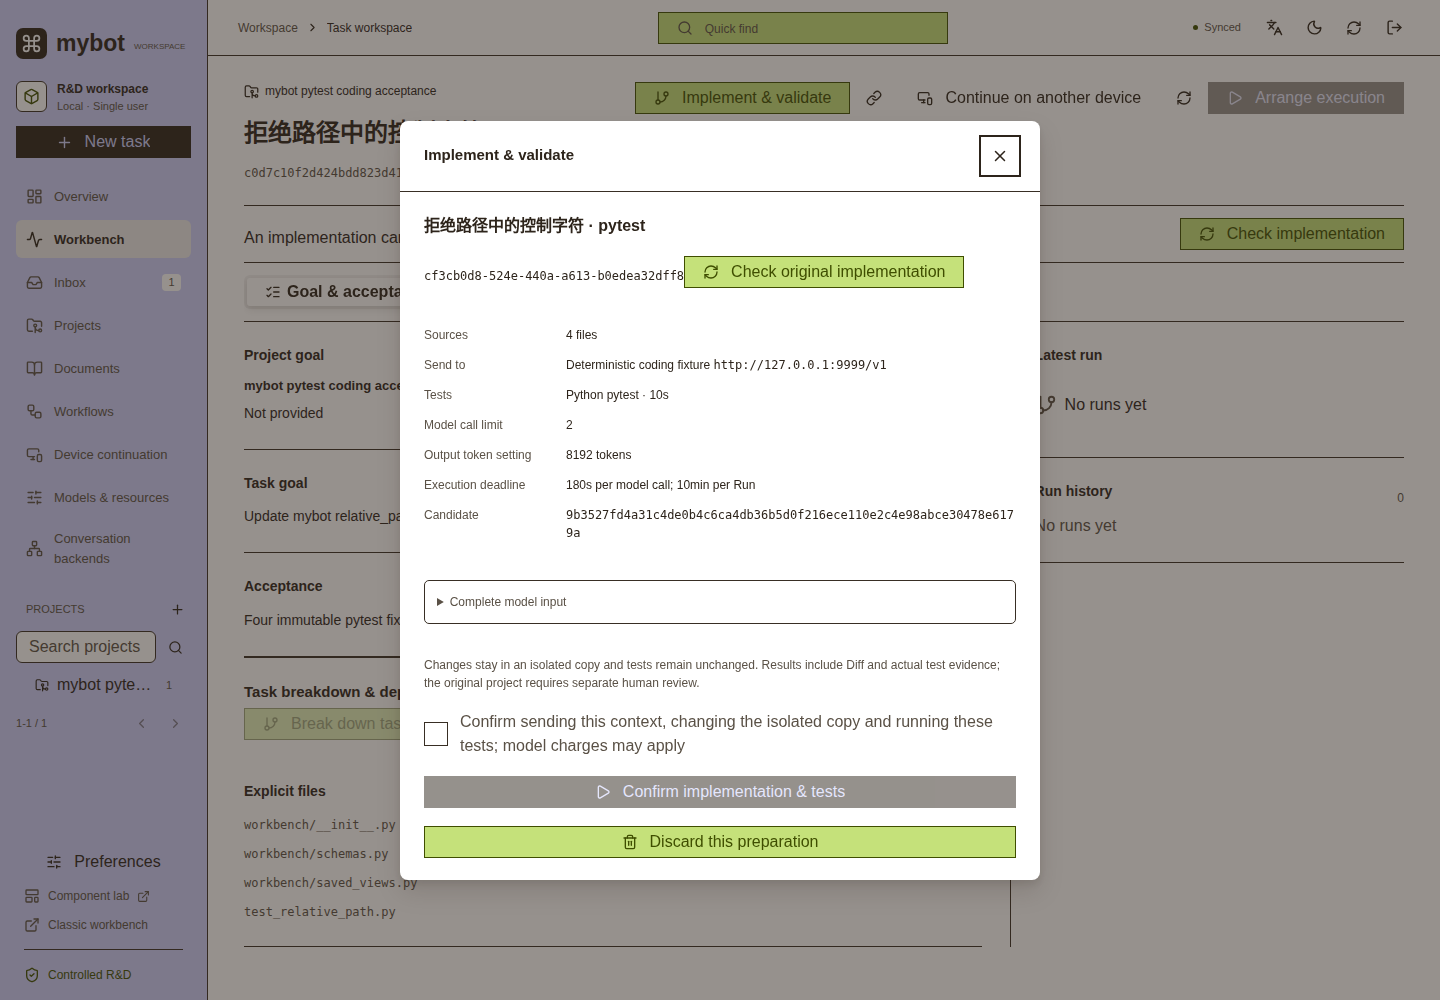 mybot WORKSPACE
R&D workspace
Local · Single user
New task
Overview
Workbench
Inbox 1
Projects
Documents
Workflows
Device continuation
Models & resources
Conversation
backends
PROJECTS
Search projects
mybot pyte… 1
1-1 / 1
Preferences
Component lab
Classic workbench
Controlled R&D
Workspace Task workspace
Quick find
Synced
mybot pytest coding acceptance
Implement & validate
Continue on another device
Arrange execution
拒绝路径中的
c0d7c10f2d424bdd823d41
An implementation
Check implementation
Goal &
Project goal
mybot pytest coding
Not provided
Task goal
Update mybot
Acceptance
Four immutable pytest
Task breakdown &
Break down
Explicit files
workbench/__init__.py
workbench/schemas.py
workbench/saved_views.py
test_relative_path.py
Latest run
No runs yet
Run history 0
No runs yet
Implement & validate
拒绝路径中的控制字符 · pytest
cf3cb0d8-524e-440a-a613-b0edea32dff8 Check original implementation
Sources 4 files
Send to Deterministic coding fixture http://127.0.0.1:9999/v1
Tests Python pytest · 10s
Model call limit 2
Output token setting 8192 tokens
Execution deadline 180s per model call; 10min per Run
Candidate 9b3527fd4a31c4de0b4c6ca4db36b5d0f216ece110e2c4e98abce30478e617
9a
Complete model input
Changes stay in an isolated copy and tests remain unchanged. Results include Diff and actual test evidence;
the original project requires separate human review.
Confirm sending this context, changing the isolated copy and running these
tests; model charges may apply
Confirm implementation & tests
Discard this preparation